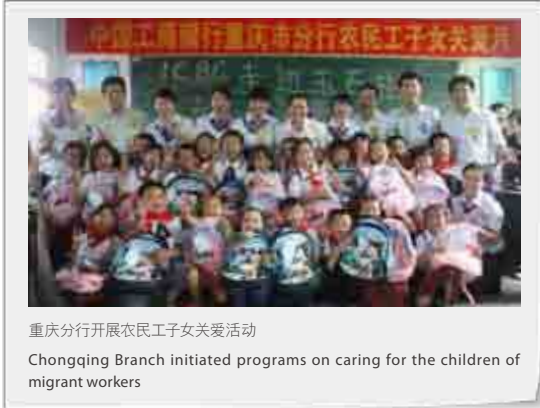 中国工商银行重庆市分行农民工子女关爱
ICBC
重庆分行开展农民工子女关爱活动
Chongqing Branch initiated programs on caring for the children of
migrant workers